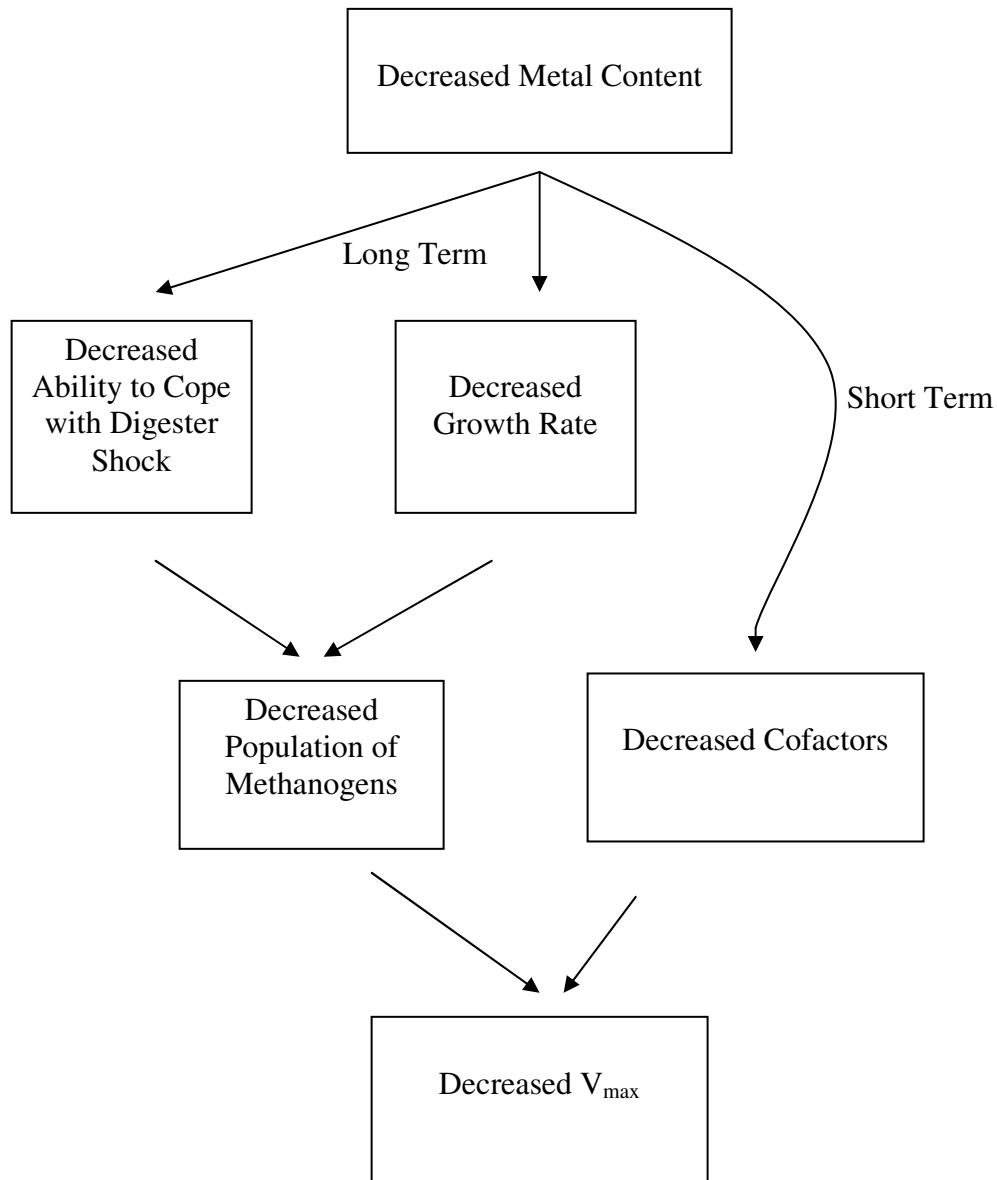 Decreased Metal Content
Long Term
Short Term
Decreased
Ability to Cope
with Digester
Shock
Decreased
Growth Rate
Decreased
Population of
Methanogens
Decreased Cofactors
Decreased Vmax